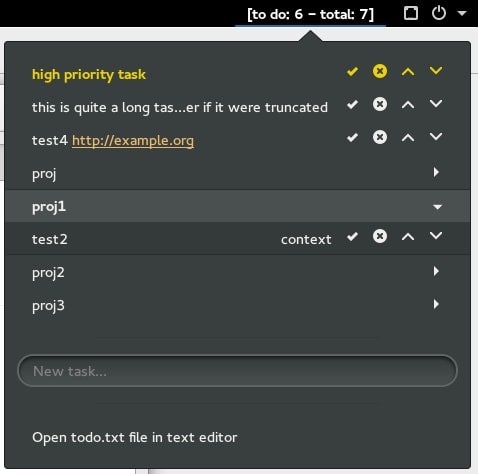 [to do: 6 – total: 7]
high priority task
this is quite a long tas...er if it were truncated
test4 http://example.org
proj
proj1
test2 context
proj2
proj3
New task...
Open todo.txt file in text editor